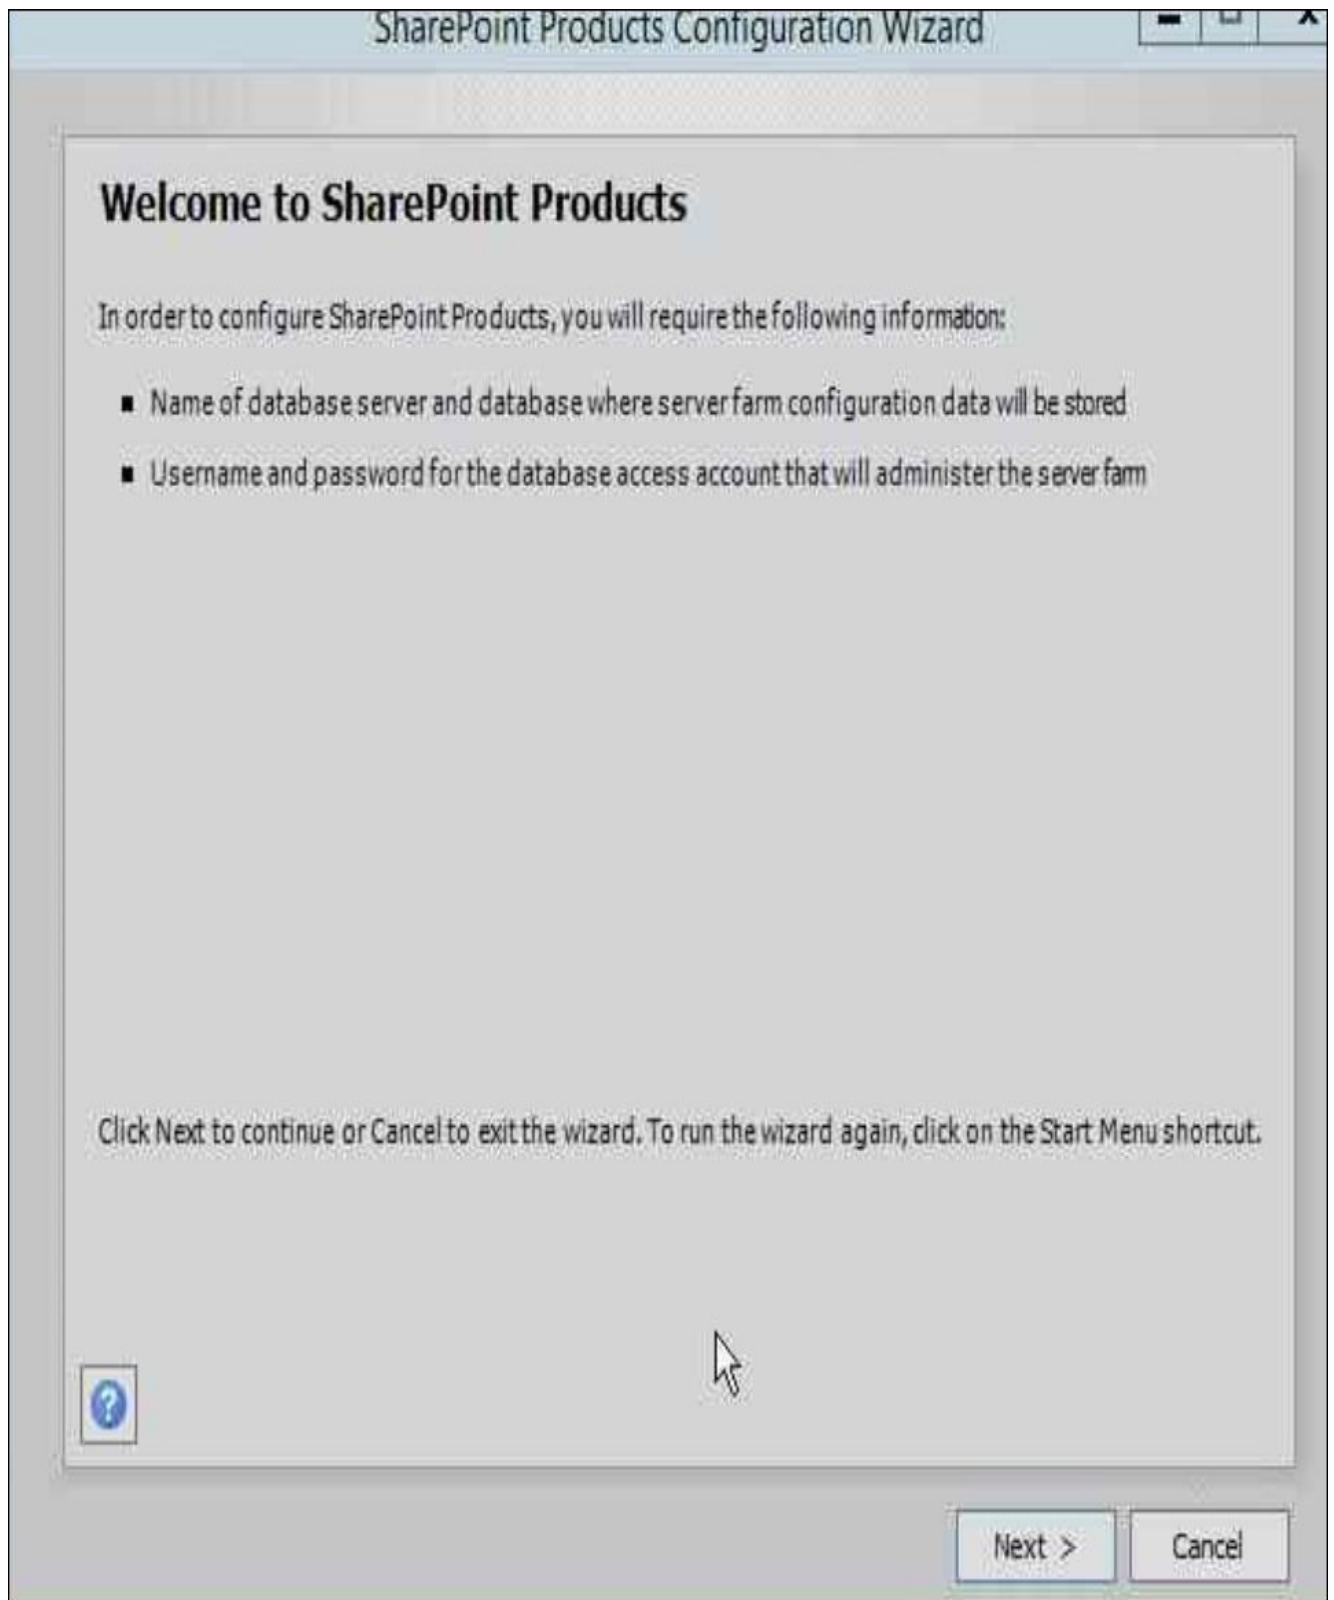 SharePoint Products Configuration Wizard
Welcome to SharePoint Products
In order to configure SharePoint Products, you will require the following information:
▪ Name of database server and database where server farm configuration data will be stored
▪ Username and password for the database access account that will administer the server farm
Click Next to continue or Cancel to exit the wizard. To run the wizard again, click on the Start Menu shortcut.
?
Next >
Cancel